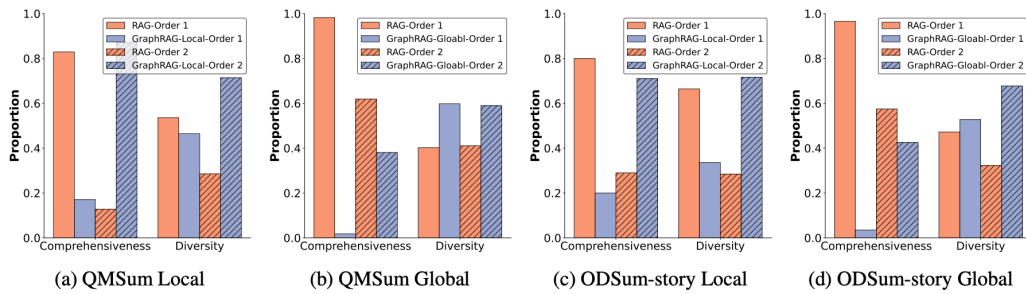 Proportion
1.0
0.8
0.6
0.4
0.2
0.0
RAG-Order 1
GraphRAG-Local-Order 1
RAG-Order 2
GraphRAG-Local-Order 2
Comprehensiveness Diversity
(a) QMSum Local
Proportion
1.0
0.8
0.6
0.4
0.2
0.0
RAG-Order 1
GraphRAG-Gloabl-Order 1
RAG-Order 2
GraphRAG-Gloabl-Order 2
Comprehensiveness Diversity
(b) QMSum Global
Proportion
1.0
0.8
0.6
0.4
0.2
0.0
RAG-Order 1
GraphRAG-Local-Order 1
RAG-Order 2
GraphRAG-Local-Order 2
Comprehensiveness Diversity
(c) ODSum-story Local
Proportion
1.0
0.8
0.6
0.4
0.2
0.0
RAG-Order 1
GraphRAG-Gloabl-Order 1
RAG-Order 2
GraphRAG-Gloabl-Order 2
Comprehensiveness Diversity
(d) ODSum-story Global